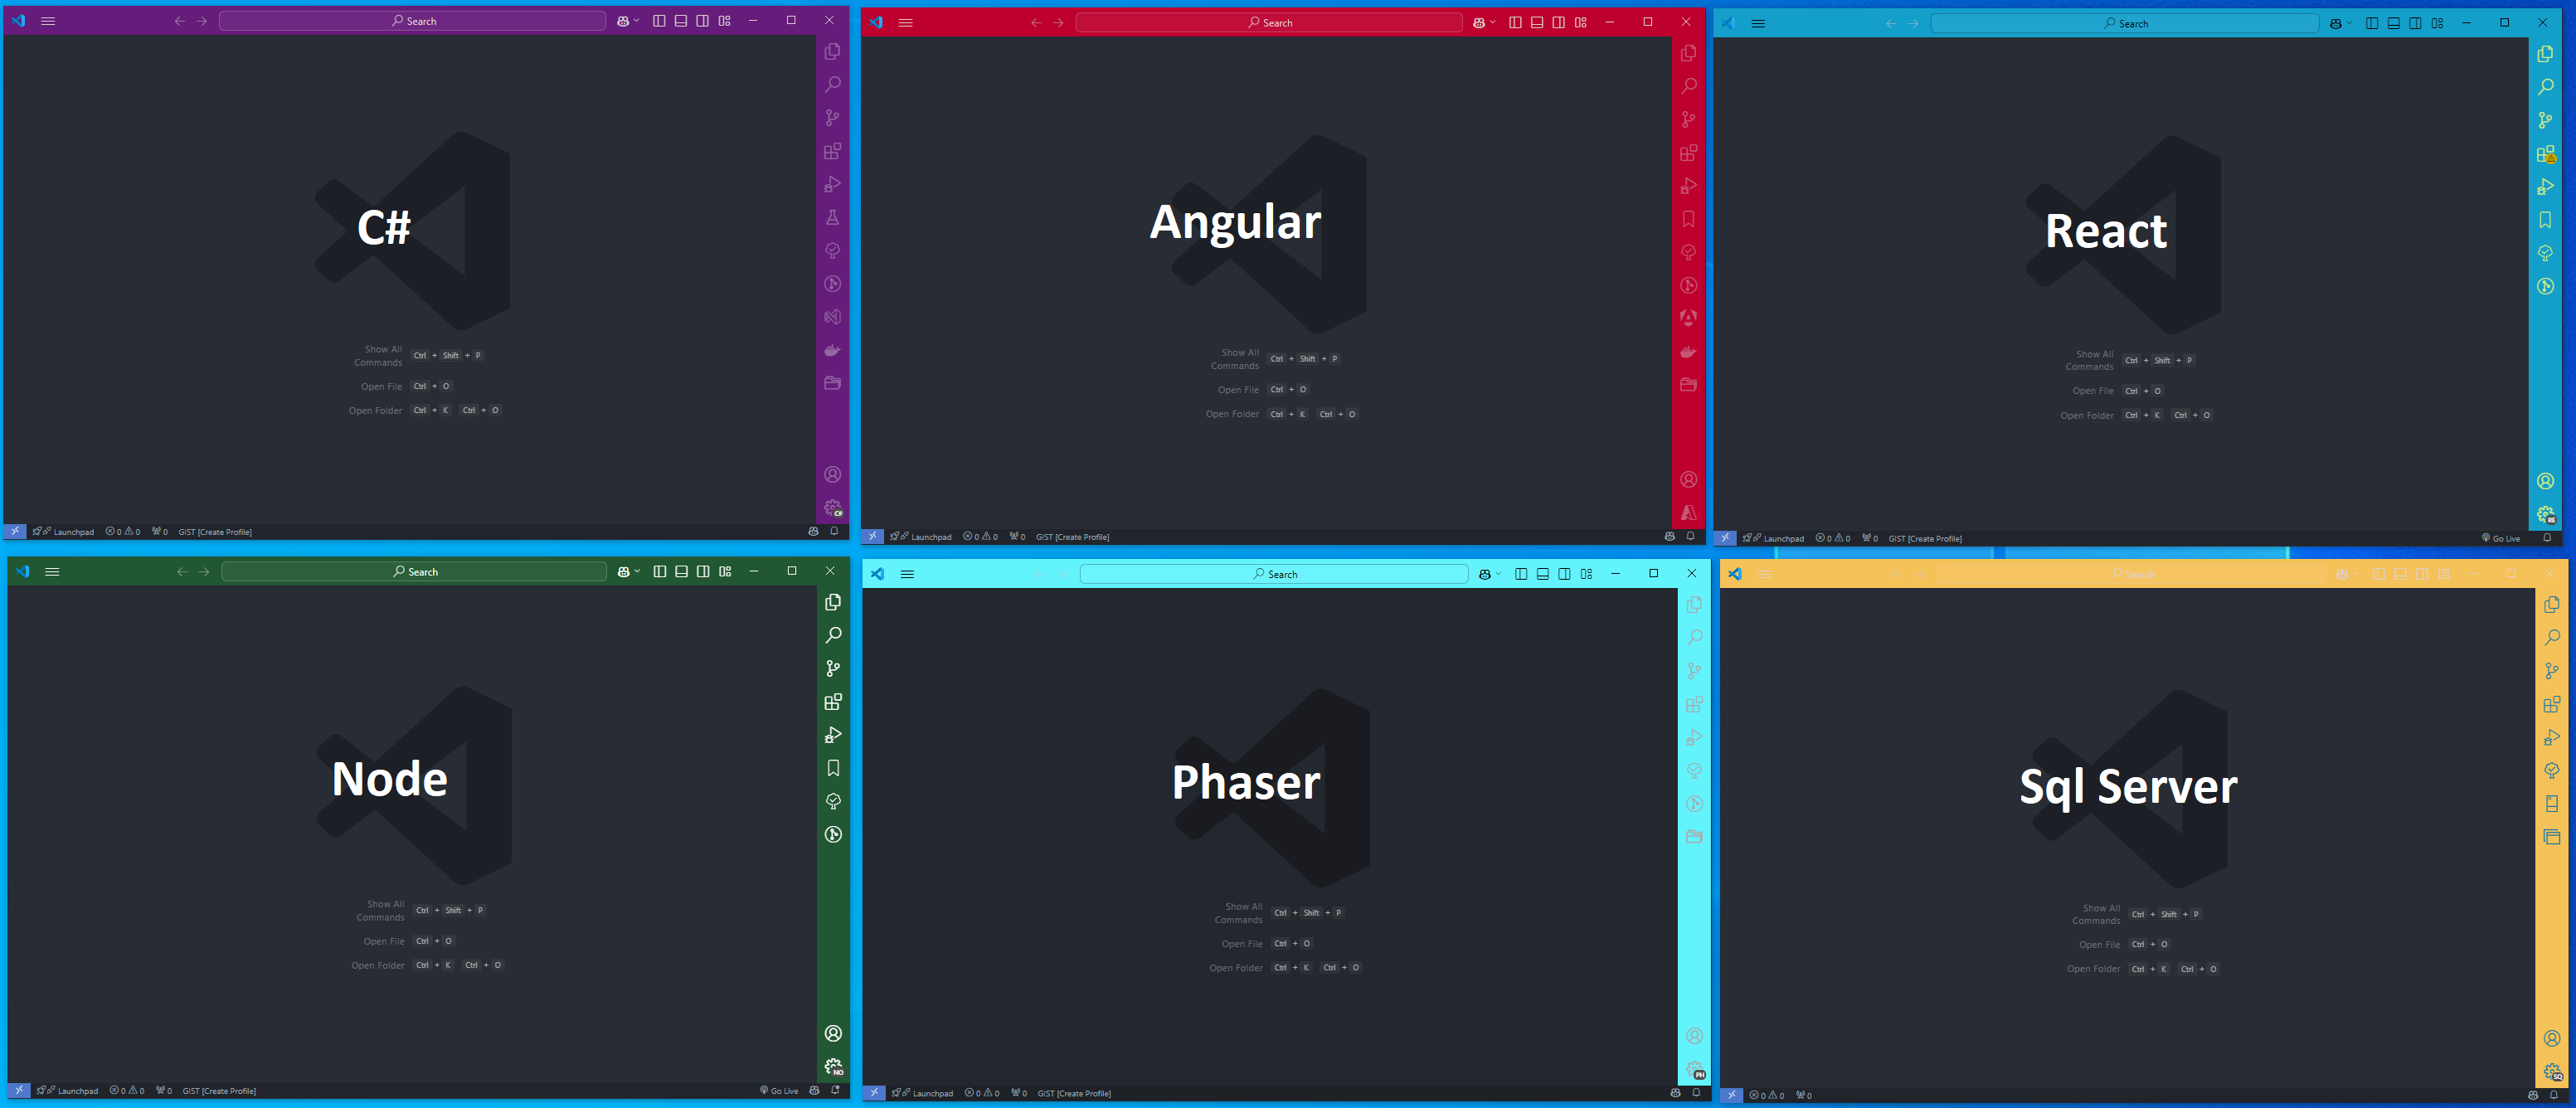 Search
C#
Show All
Commands
Ctrl + Shift + P
Open File Ctrl + O
Open Folder Ctrl + K Ctrl + O
C#
Launchpad 0 0 0 GIST [Create Profile]
Search
Angular
Show All
Commands
Ctrl + Shift + P
Open File Ctrl + O
Open Folder Ctrl + K Ctrl + O
Launchpad 0 0 0 GIST [Create Profile]
Search
React
Show All
Commands
Ctrl + Shift + P
Open File Ctrl + O
Open Folder Ctrl + K Ctrl + O
RE
Launchpad 0 0 0 GIST [Create Profile] Go Live
Search
Node
Show All
Commands
Ctrl + Shift + P
Open File Ctrl + O
Open Folder Ctrl + K Ctrl + O
NO
Launchpad 0 0 0 GIST [Create Profile] Go Live
Search
Phaser
Show All
Commands
Ctrl + Shift + P
Open File Ctrl + O
Open Folder Ctrl + K Ctrl + O
PH
Launchpad 0 0 0 GIST [Create Profile]
Search
Sql Server
Show All
Commands
Ctrl + Shift + P
Open File Ctrl + O
Open Folder Ctrl + K Ctrl + O
SQ
0 0 0